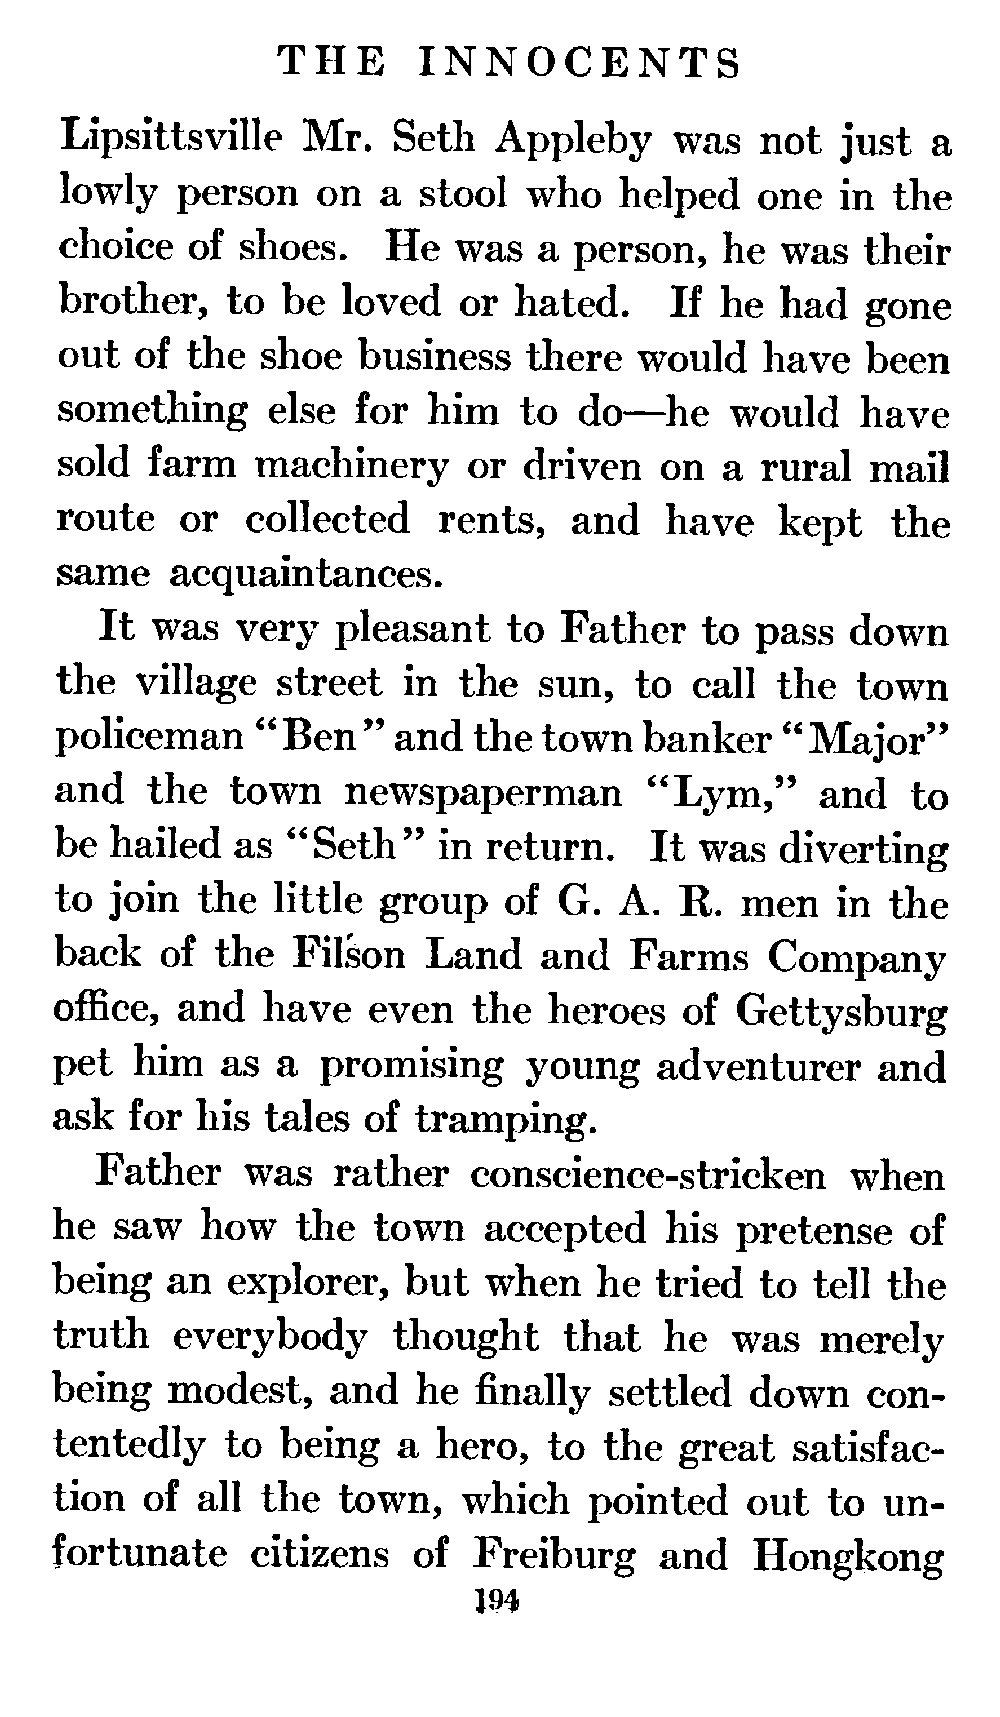 THE INNOCENTS
Lipsittsville Mr. Seth Appleby was not just a
lowly person on a stool who helped one in the
choice of shoes. He was a person, he was their
brother, to be loved or hated. If he had gone
out of the shoe business there would have been
something else for him to do—he would have
sold farm machinery or driven on a rural mail
route or collected rents, and have kept the
same acquaintances.
It was very pleasant to Father to pass down
the village street in the sun, to call the town
policeman "Ben" and the town banker "Major"
and the town newspaperman "Lym," and to
be hailed as "Seth" in return. It was diverting
to join the little group of G. A. R. men in the
back of the Filson Land and Farms Company
office, and have even the heroes of Gettysburg
pet him as a promising young adventurer and
ask for his tales of tramping.
Father was rather conscience-stricken when
he saw how the town accepted his pretense of
being an explorer, but when he tried to tell the
truth everybody thought that he was merely
being modest, and he finally settled down con-
tentedly to being a hero, to the great satisfac-
tion of all the town, which pointed out to un-
fortunate citizens of Freiburg and Hongkong
194